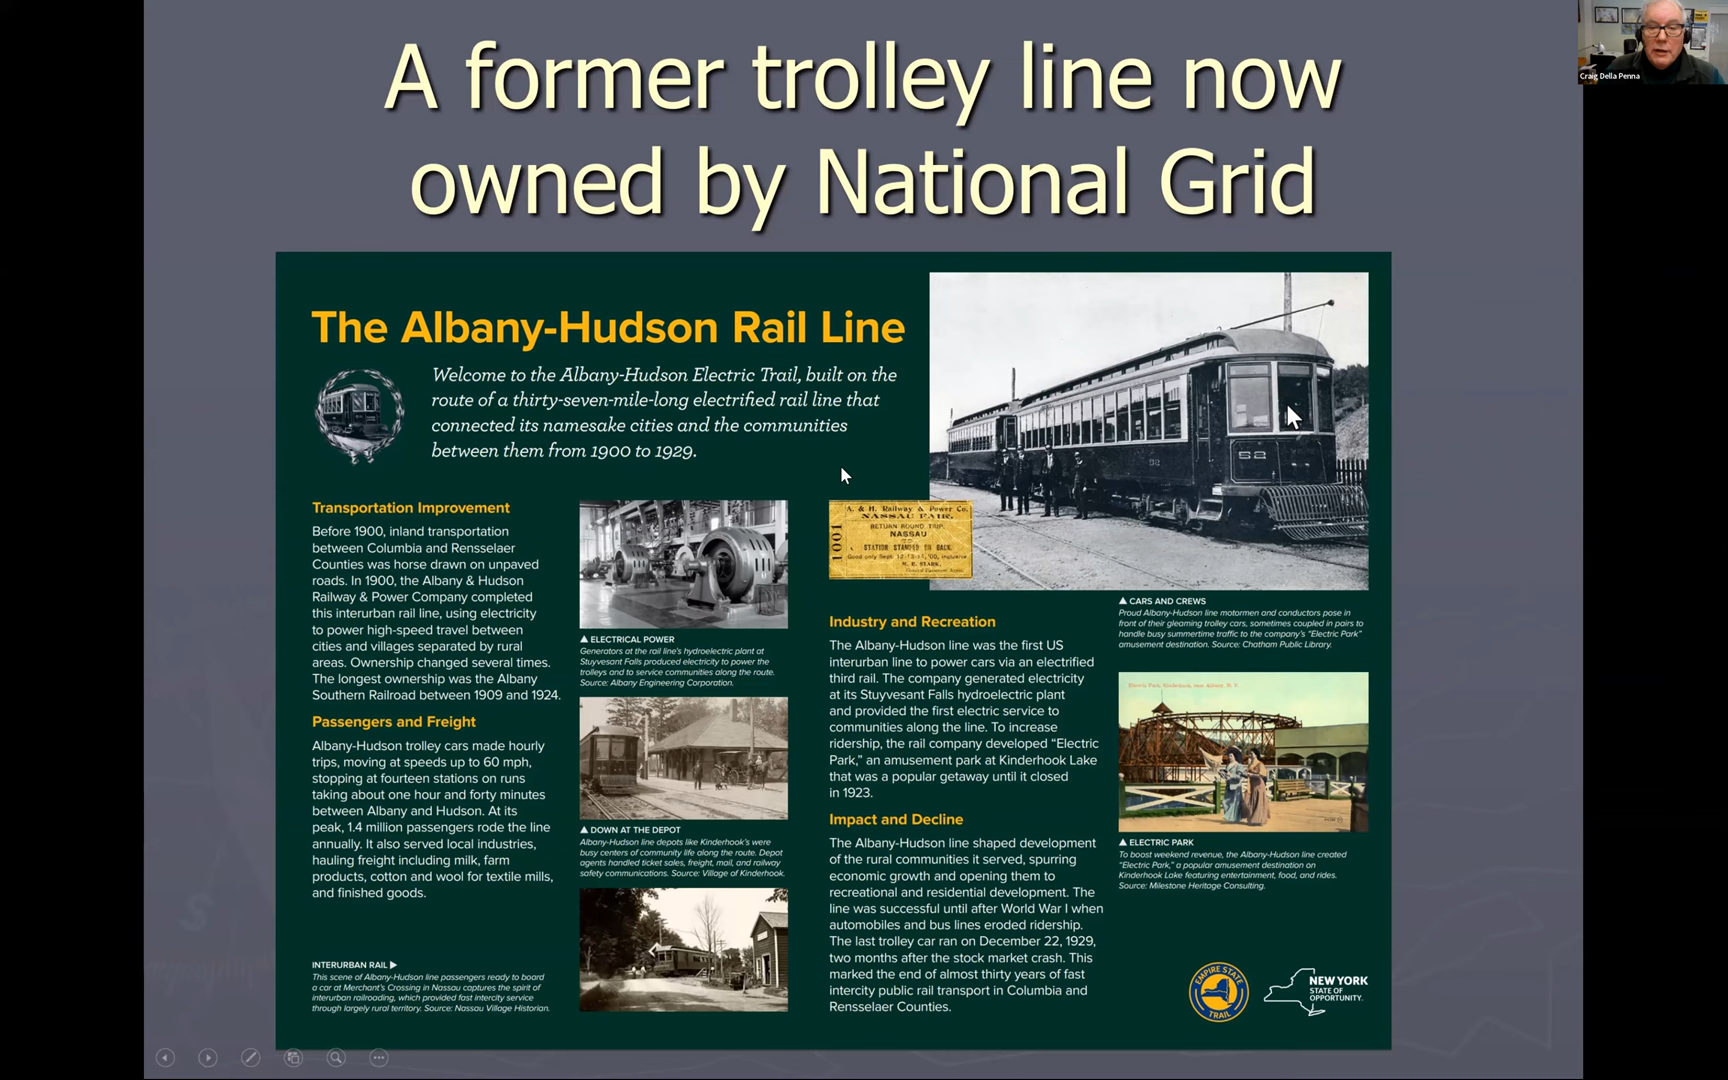 A former trolley line now
owned by National Grid
Craig Della Penna
The Albany-Hudson Rail Line
Welcome to the Albany-Hudson Electric Trail, built on the
route of a thirty-seven-mile-long electrified rail line that
connected its namesake cities and the communities
between them from 1900 to 1929.
Transportation Improvement
Before 1900, inland transportation
between Columbia and Rensselaer
Counties was horse drawn on unpaved
roads. In 1900, the Albany & Hudson
Railway & Power Company completed
this interurban rail line, using electricity
to power high-speed travel between
cities and villages separated by rural
areas. Ownership changed several times.
The longest ownership was the Albany
Southern Railroad between 1909 and 1924.
Passengers and Freight
Albany-Hudson trolley cars made hourly
trips, moving at speeds up to 60 mph,
stopping at fourteen stations on runs
taking about one hour and forty minutes
between Albany and Hudson. At its
peak, 1.4 million passengers rode the line
annually. It also served local industries,
hauling freight including milk, farm
products, cotton and wool for textile mills,
and finished goods.
INTERURBAN RAIL ▶
This scene of Albany-Hudson line passengers ready to board
a car at Merchant's Crossing in Nassau captures the spirit of
interurban railroading, which provided fast intercity service
through largely rural territory. Source: Nassau Village Historian.
▲ ELECTRICAL POWER
Generators at the rail line's hydroelectric plant at
Stuyvesant Falls produced electricity to power the
trolleys and to service communities along the route.
Source: Albany Engineering Corporation.
▲ DOWN AT THE DEPOT
Albany-Hudson line depots like Kinderhook's were
busy centers of community life along the route. Depot
agents handled ticket sales, freight, mail, and railway
safety communications. Source: Village of Kinderhook.
1001
A. & H. Railway & Power Co.
NASSAU FAIR.
RETURN ROUND TRIP.
NASSAU
TO
STATION STAMPED ON BACK.
Good only Sept. 12-13-14, '00, inclusive
52
Industry and Recreation
The Albany-Hudson line was the first US
interurban line to power cars via an electrified
third rail. The company generated electricity
at its Stuyvesant Falls hydroelectric plant
and provided the first electric service to
communities along the line. To increase
ridership, the rail company developed “Electric
Park,” an amusement park at Kinderhook Lake
that was a popular getaway until it closed
in 1923.
Impact and Decline
The Albany-Hudson line shaped development
of the rural communities it served, spurring
economic growth and opening them to
recreational and residential development. The
line was successful until after World War I when
automobiles and bus lines eroded ridership.
The last trolley car ran on December 22, 1929,
two months after the stock market crash. This
marked the end of almost thirty years of fast
intercity public rail transport in Columbia and
Rensselaer Counties.
▲ CARS AND CREWS
Proud Albany-Hudson line motormen and conductors pose in
front of their gleaming trolley cars, sometimes coupled in pairs to
handle busy summertime traffic to the company's “Electric Park”
amusement destination. Source: Chatham Public Library.
Electric Park, Kinderhook, near Albany, N. Y.
▲ ELECTRIC PARK
To boost weekend revenue, the Albany-Hudson line created
“Electric Park,” a popular amusement destination on
Kinderhook Lake featuring entertainment, food, and rides.
Source: Milestone Heritage Consulting.
EMPIRE STATE
TRAIL
NEW YORK
STATE OF
OPPORTUNITY.